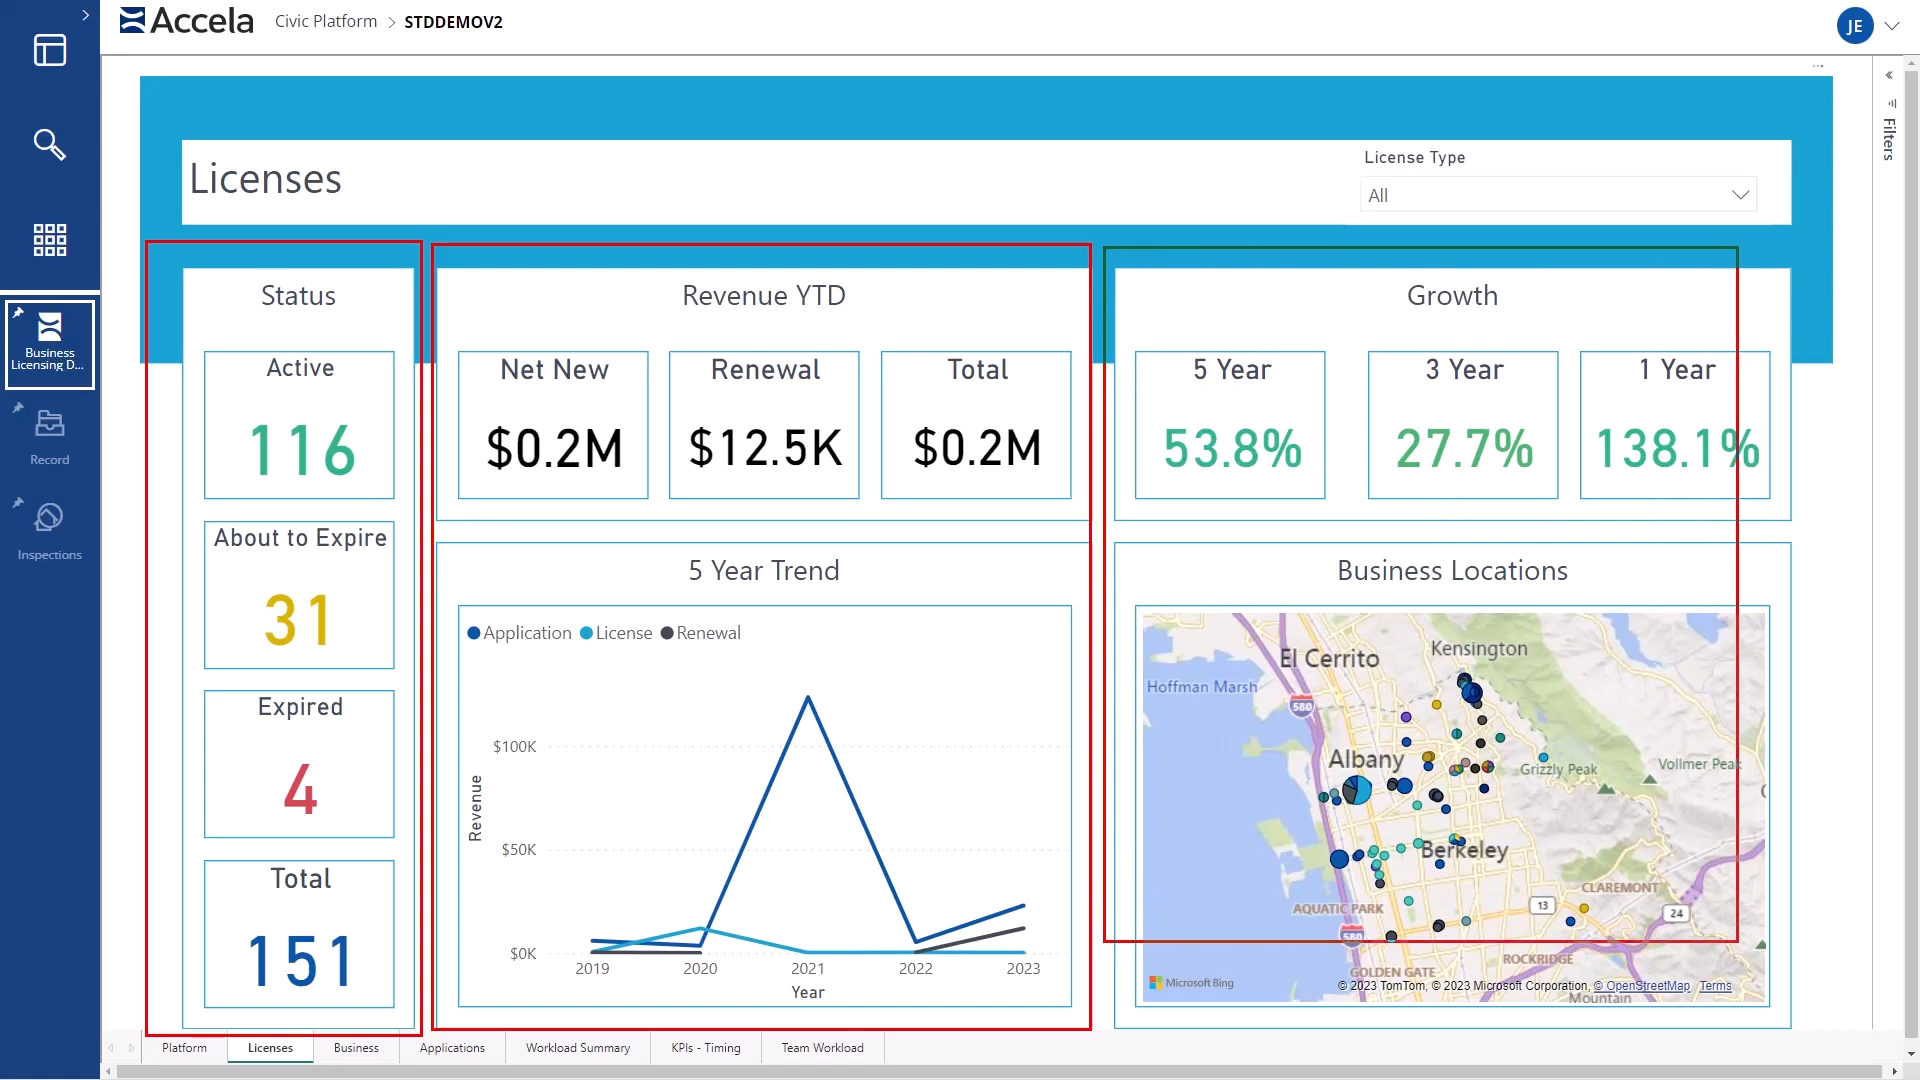 Accela
Civic Platform > STDDEMOV2
JE
Filters
Licenses
License Type
All
Business
Licensing D...
Record
Inspections
Status
Active
116
About to Expire
31
Expired
4
Total
151
Revenue YTD
Net New
$0.2M
Renewal
$12.5K
Total
$0.2M
5 Year Trend
Application License Renewal
Revenue
$100K
$50K
$0K
2019 2020 2021 2022 2023
Year
Growth
5 Year
53.8%
3 Year
27.7%
1 Year
138.1%
Business Locations
Kensington
El Cerrito
Hoffman Marsh
580
Albany
Grizzly Peak
Vollmer Peak
Berkeley
CLAREMONT
AQUATIC PARK
13
24
580
ROCKRIDGE
GOLDEN GATE
Microsoft Bing
© 2023 TomTom, © 2023 Microsoft Corporation, © OpenStreetMap Terms
Mountain
Platform Licenses Business Applications Workload Summary KPIs - Timing Team Workload